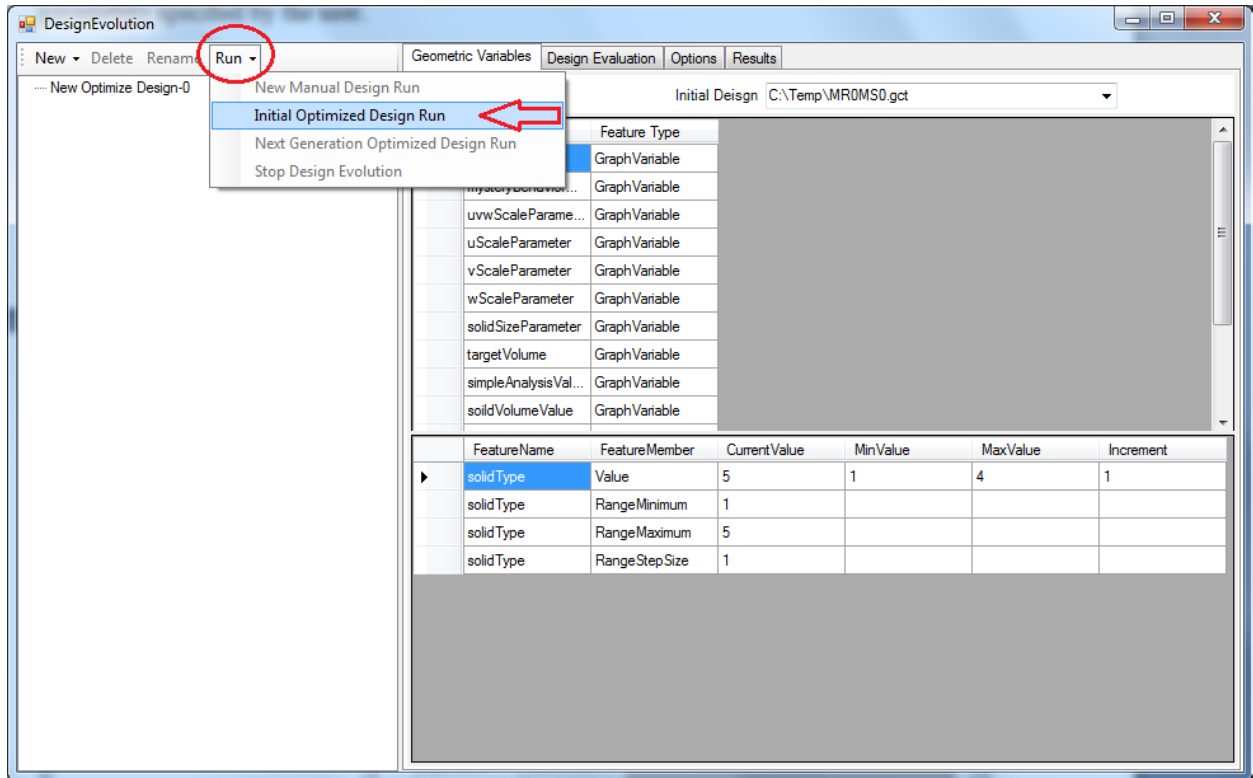 DesignEvolution
New Delete Rename Run
Geometric Variables Design Evaluation Options Results
New Optimize Design-0
New Manual Design Run
Initial Optimized Design Run
Next Generation Optimized Design Run
Stop Design Evolution
Initial Deisgn C:\Temp\MR0MS0.gct
Feature Type
GraphVariable
GraphVariable
uvwScaleParame... GraphVariable
uScaleParameter GraphVariable
vScaleParameter GraphVariable
wScaleParameter GraphVariable
solidSizeParameter GraphVariable
targetVolume GraphVariable
simpleAnalysisVal... GraphVariable
soildVolumeValue GraphVariable
FeatureName FeatureMember CurrentValue MinValue MaxValue Increment
solidType Value 5 1 4 1
solidType RangeMinimum 1
solidType RangeMaximum 5
solidType RangeStepSize 1